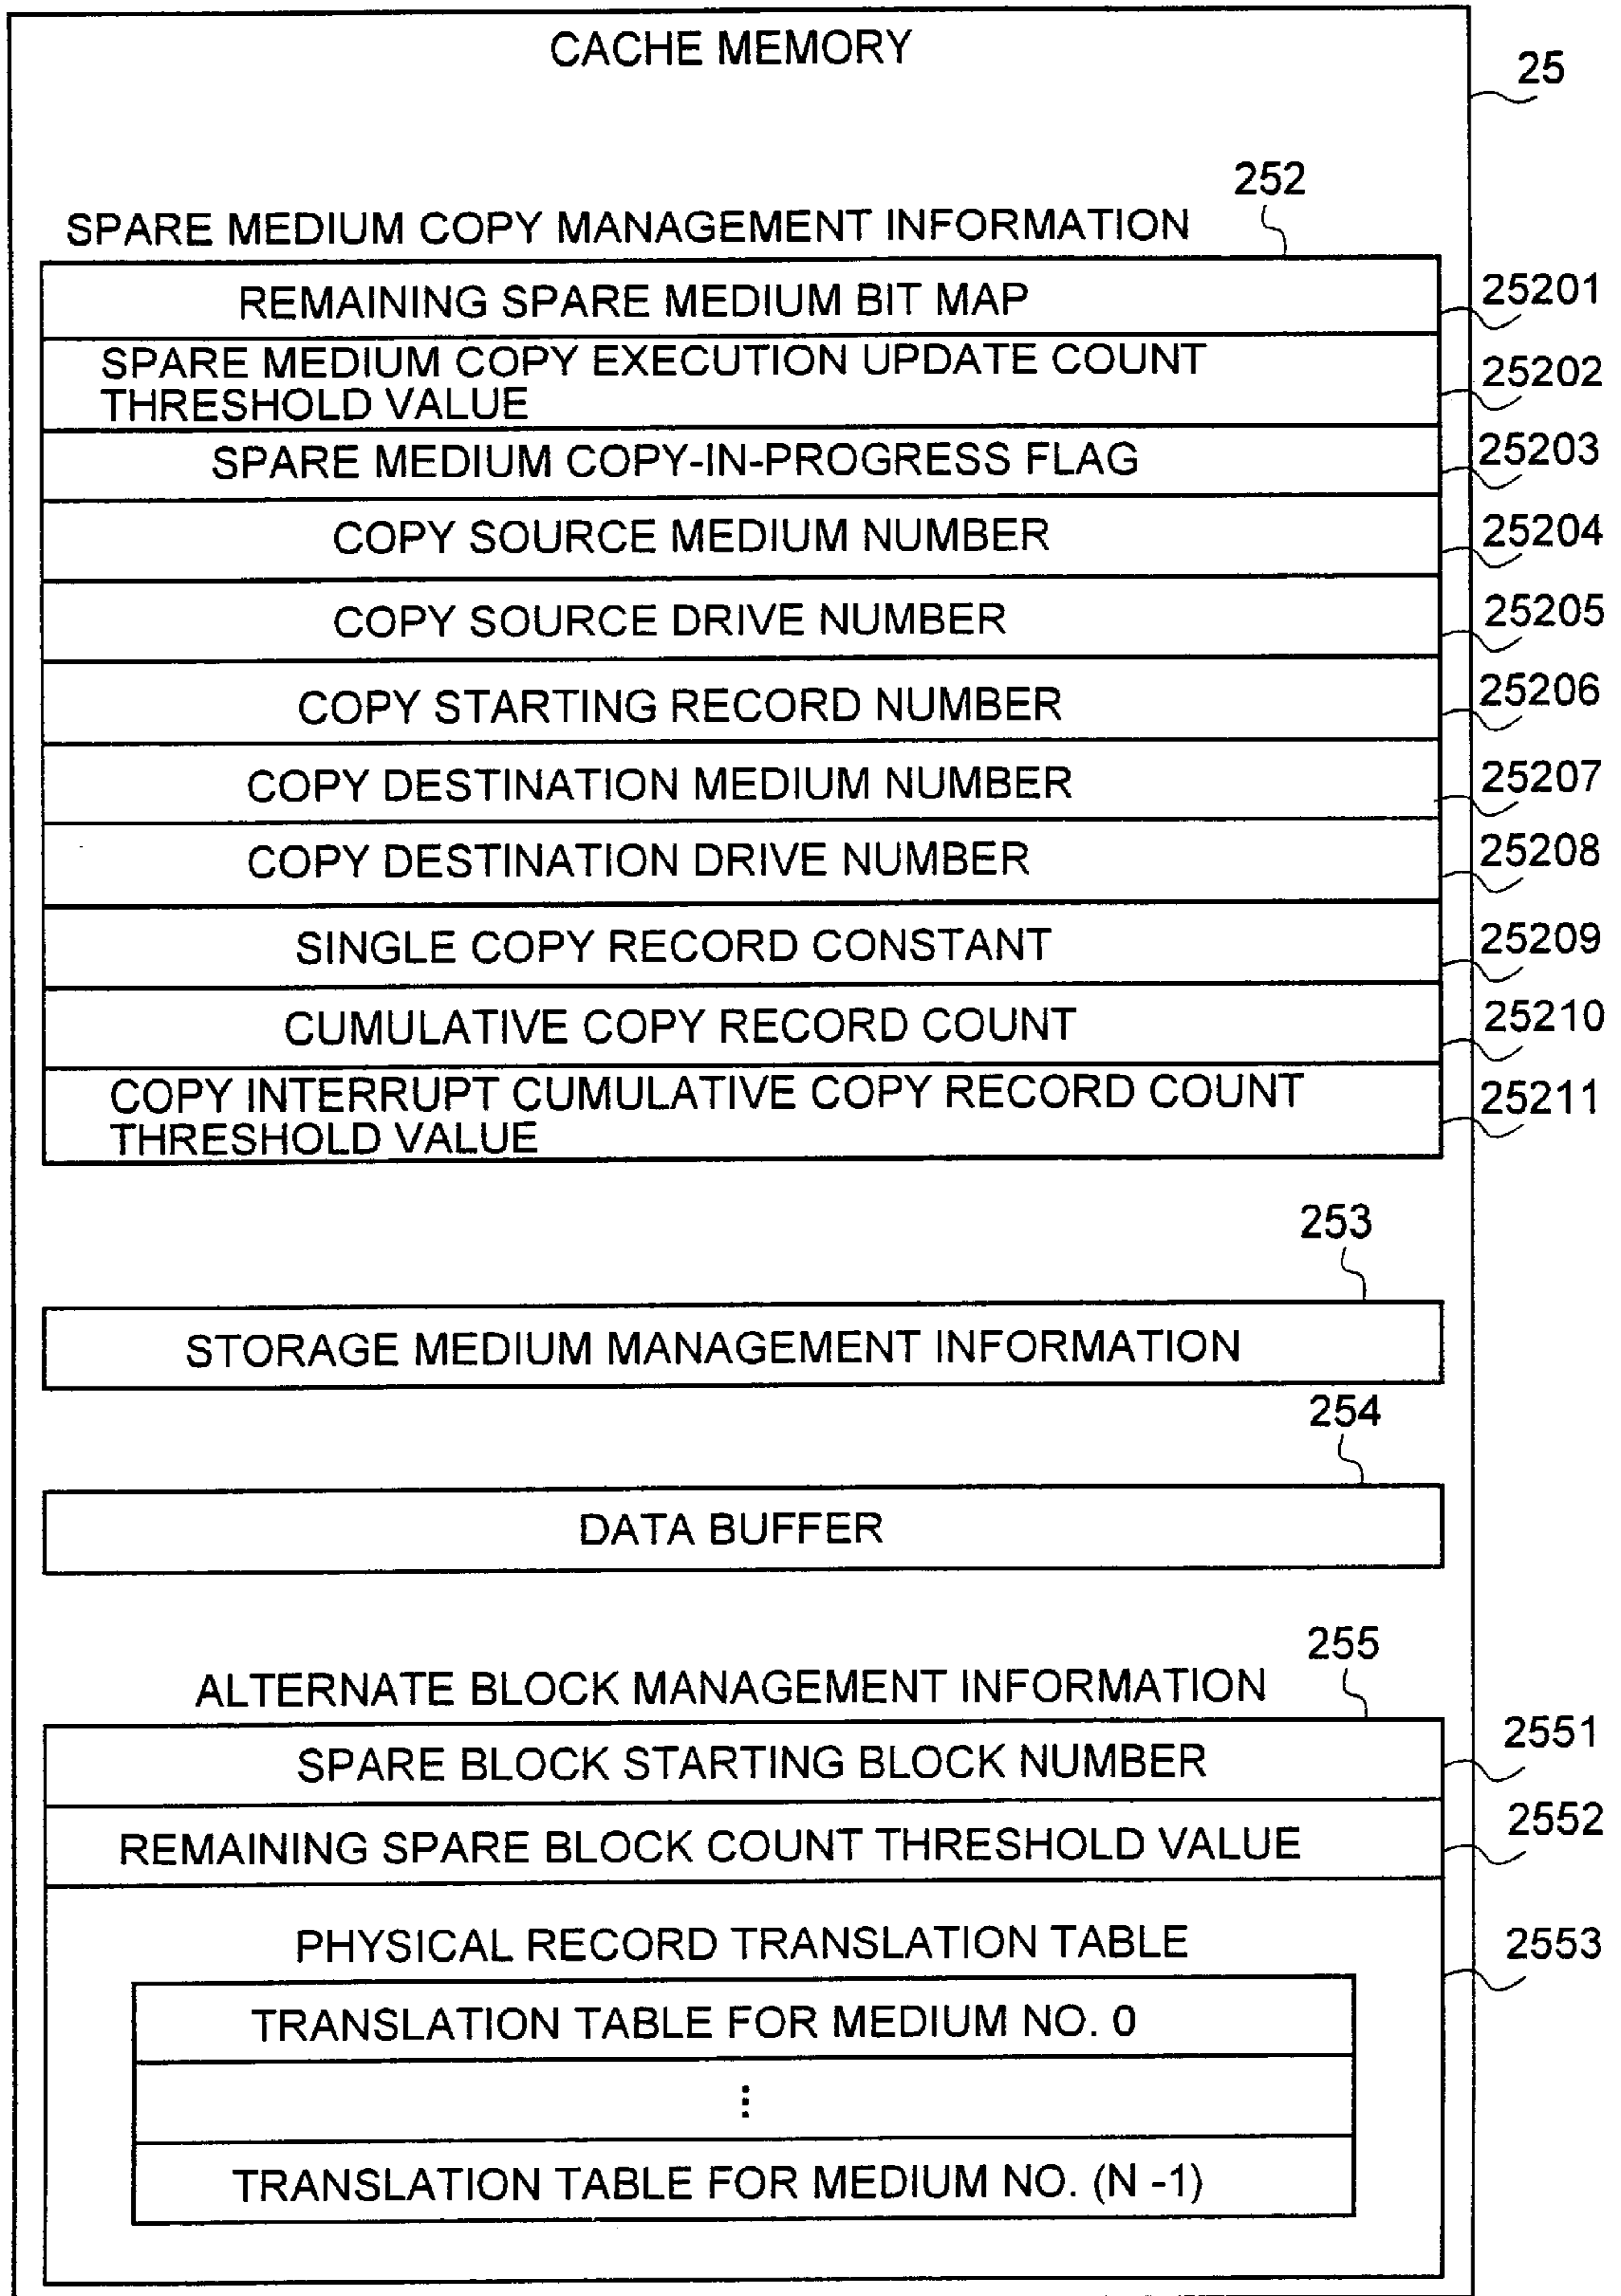 CACHE MEMORY
25
252
SPARE MEDIUM COPY MANAGEMENT INFORMATION
REMAINING SPARE MEDIUM BIT MAP
25201
SPARE MEDIUM COPY EXECUTION UPDATE COUNT
THRESHOLD VALUE
25202
SPARE MEDIUM COPY-IN-PROGRESS FLAG
25203
COPY SOURCE MEDIUM NUMBER
25204
COPY SOURCE DRIVE NUMBER
25205
COPY STARTING RECORD NUMBER
25206
COPY DESTINATION MEDIUM NUMBER
25207
COPY DESTINATION DRIVE NUMBER
25208
SINGLE COPY RECORD CONSTANT
25209
CUMULATIVE COPY RECORD COUNT
25210
COPY INTERRUPT CUMULATIVE COPY RECORD COUNT
THRESHOLD VALUE
25211
253
STORAGE MEDIUM MANAGEMENT INFORMATION
254
DATA BUFFER
255
ALTERNATE BLOCK MANAGEMENT INFORMATION
SPARE BLOCK STARTING BLOCK NUMBER
2551
REMAINING SPARE BLOCK COUNT THRESHOLD VALUE
2552
PHYSICAL RECORD TRANSLATION TABLE
2553
TRANSLATION TABLE FOR MEDIUM NO. 0
⋮
TRANSLATION TABLE FOR MEDIUM NO. (N -1)